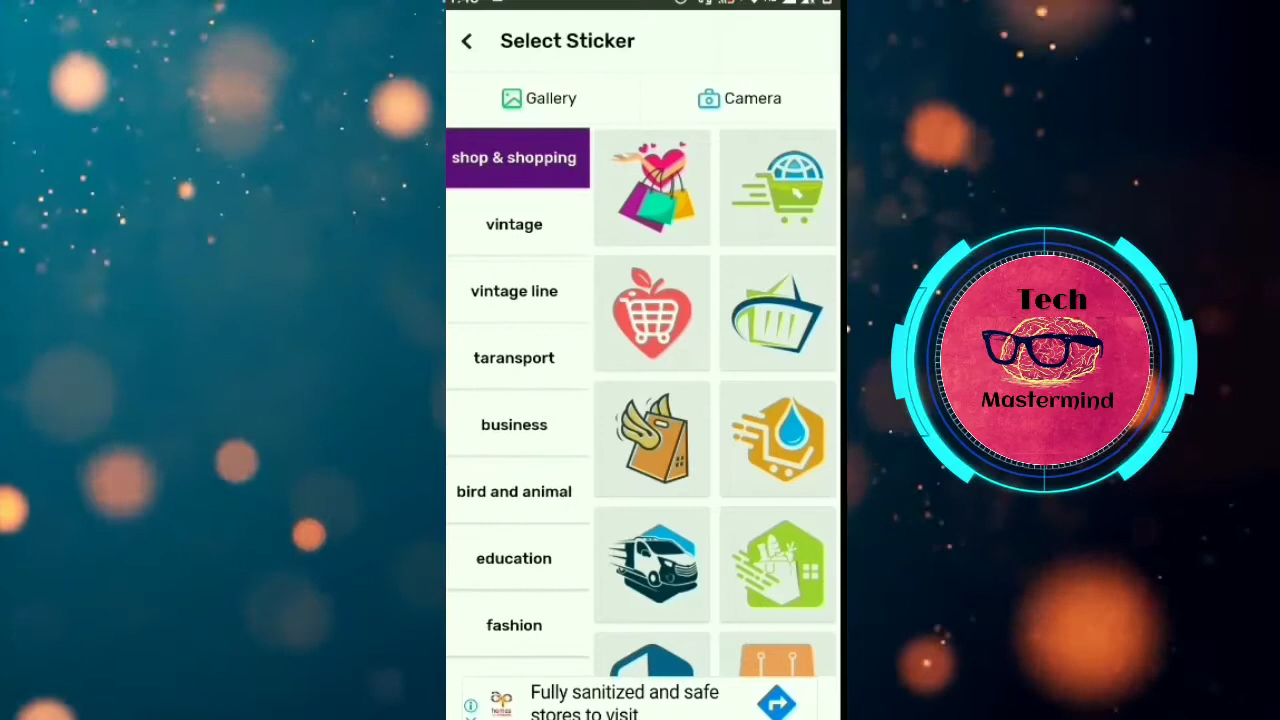 Select Sticker
Gallery
Camera
shop & shopping
vintage
vintage line
taransport
business
bird and animal
education
fashion
Fully sanitized and safe
stores to visit
Tech
Mastermind